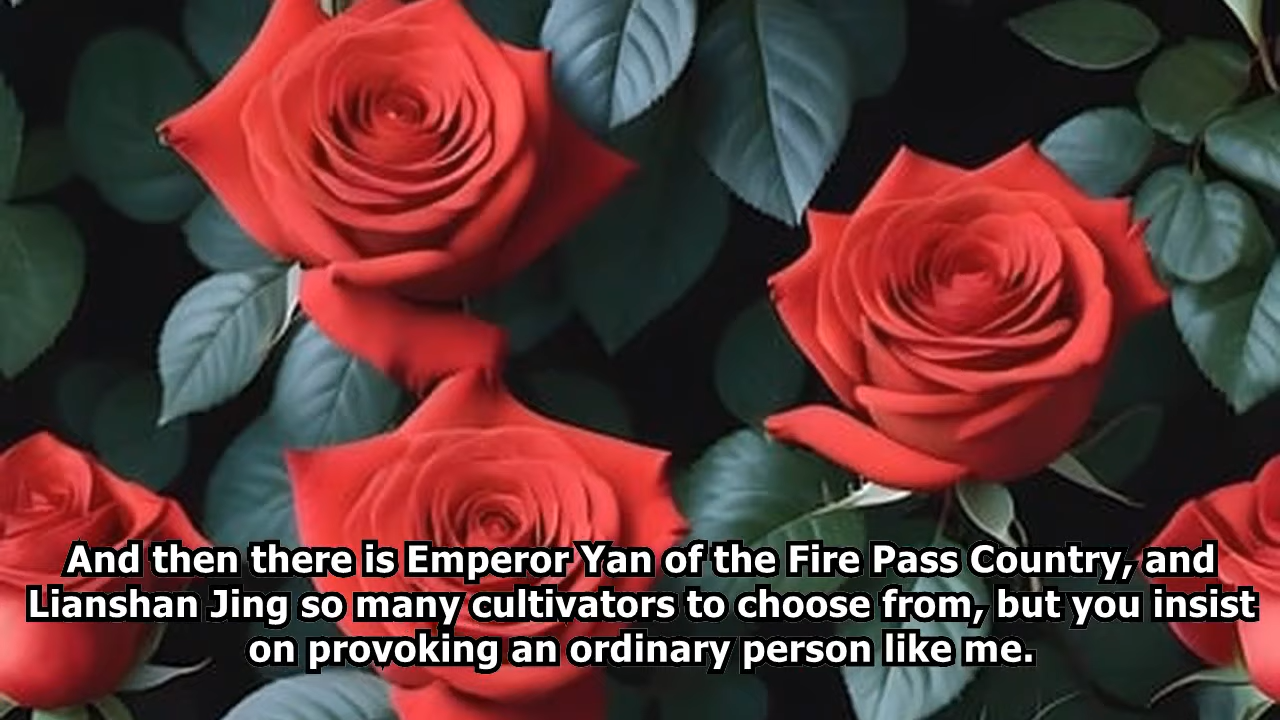 And then there is Emperor Yan of the Fire Pass Country, and
Lianshan Jing so many cultivators to choose from, but you insist
on provoking an ordinary person like me.